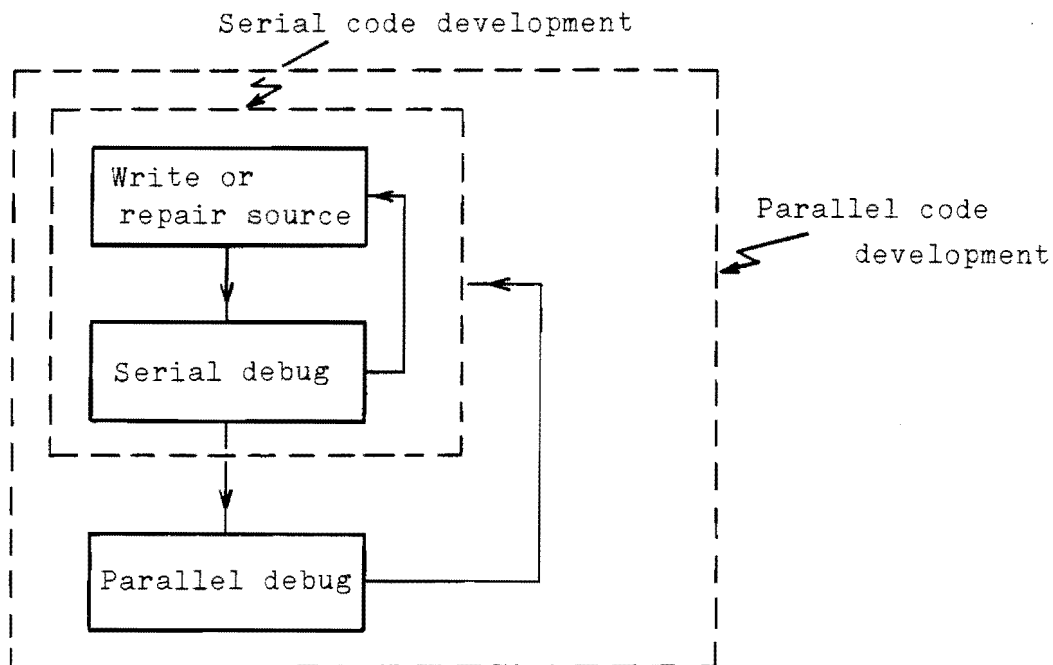 Serial code development
Write or
repair source
Parallel code
development
Serial debug
Parallel debug